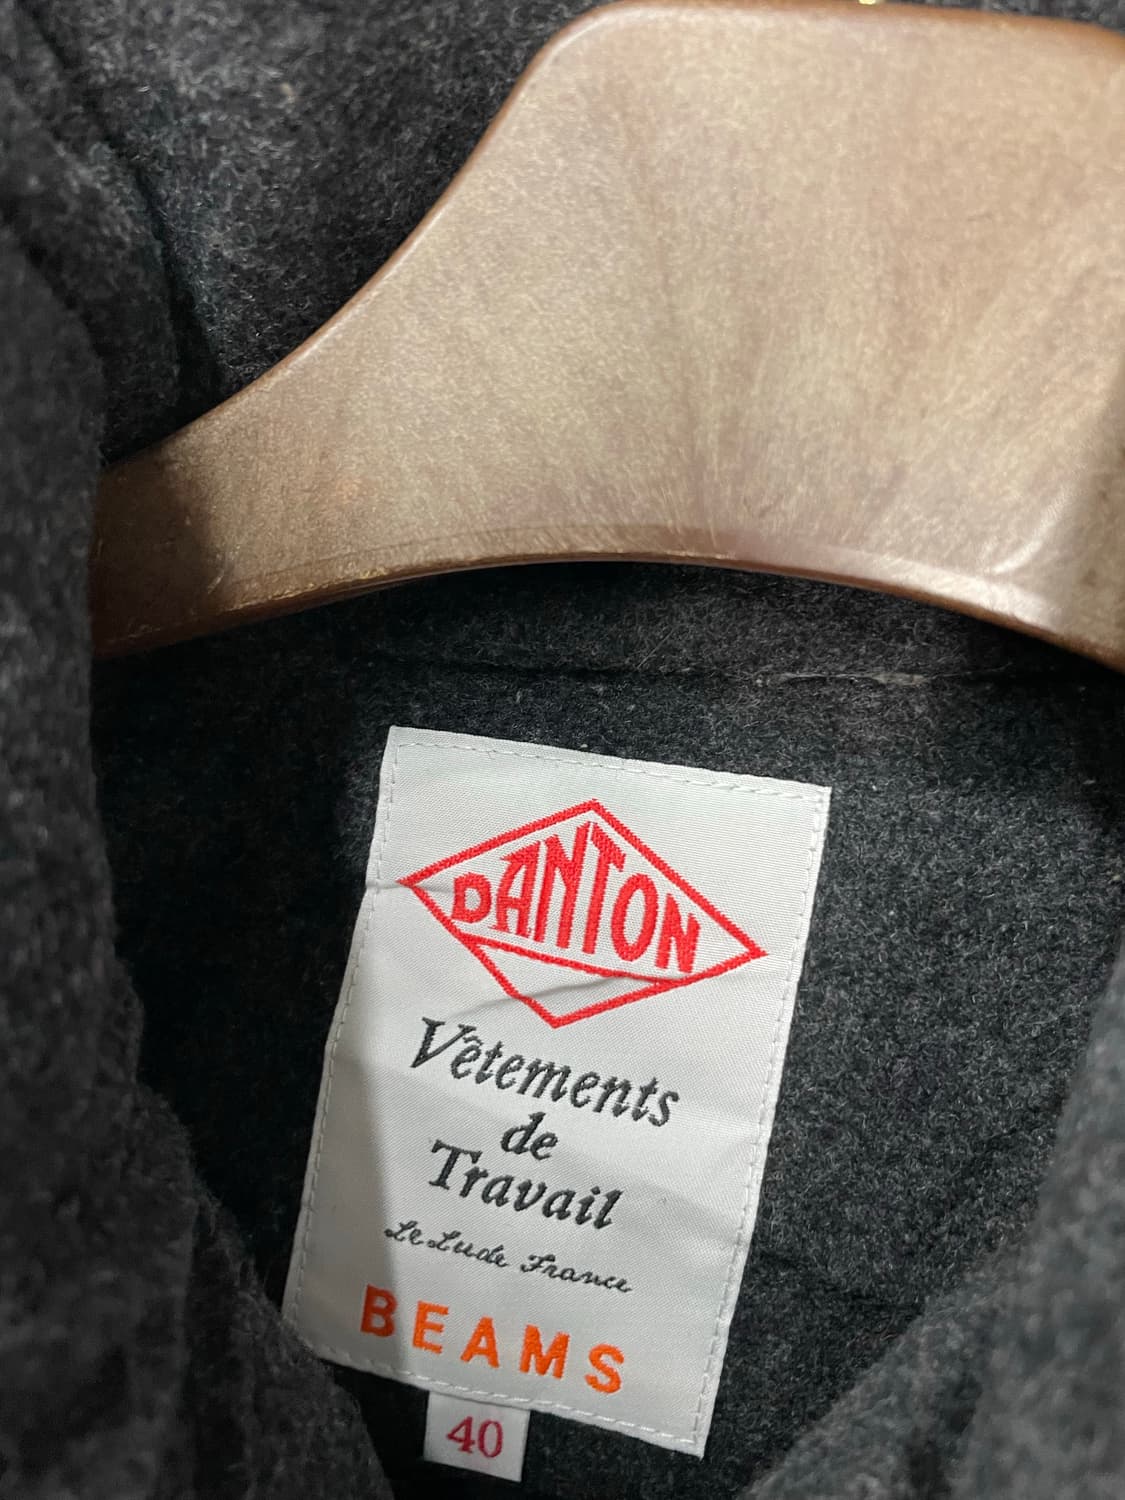 DANTON
Vêtements
de
Travail
Le Lude France
BEAMS
40